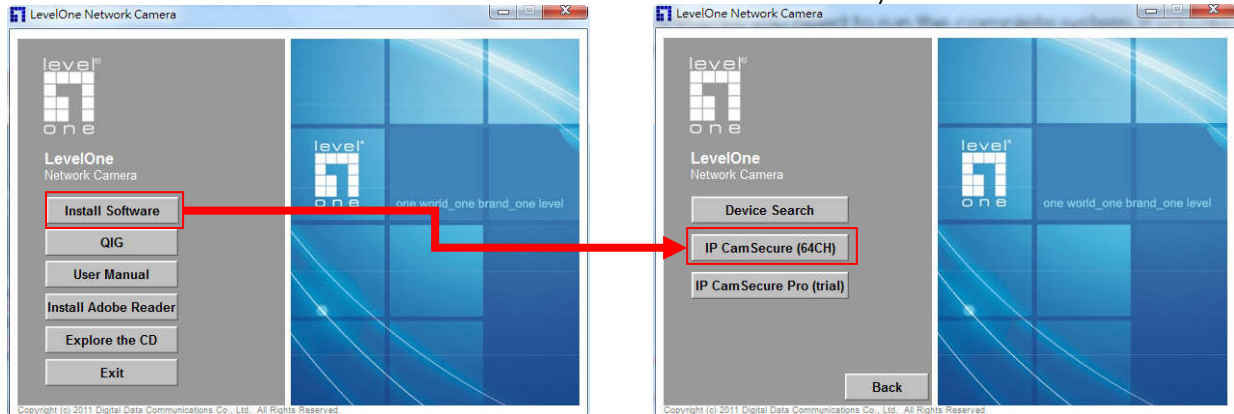 LevelOne Network Camera
level®
one
LevelOne
Network Camera
Install Software
QIG
User Manual
Install Adobe Reader
Explore the CD
Exit
level®
one
one world_one brand_one level
Copyright (c) 2011 Digital Data Communications Co., Ltd. All Rights Reserved.
LevelOne Network Camera
level®
one
LevelOne
Network Camera
Device Search
IP CamSecure (64CH)
IP CamSecure Pro (trial)
Back
level®
one
one world_one brand_one level
Copyright (c) 2011 Digital Data Communications Co., Ltd. All Rights Reserved.